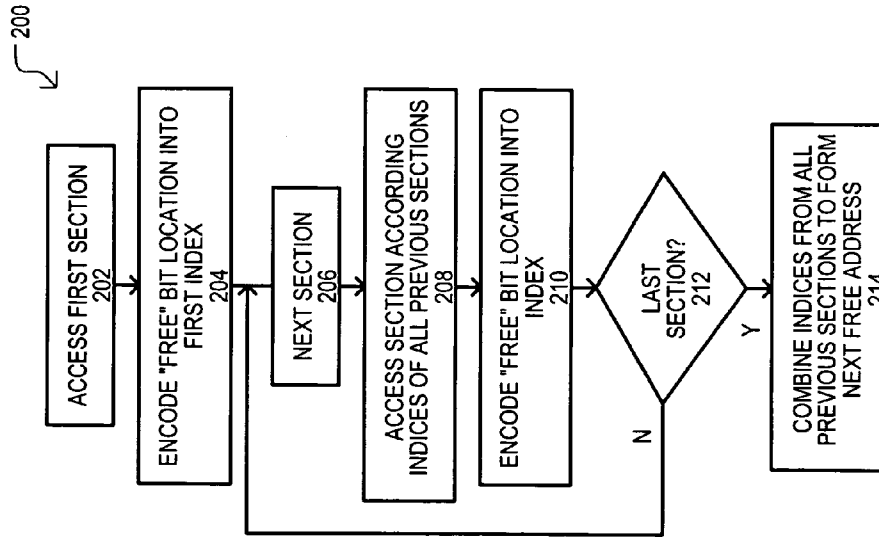 200
ACCESS FIRST SECTION
202
ENCODE "FREE" BIT LOCATION INTO
FIRST INDEX
204
NEXT SECTION
206
ACCESS SECTION ACCORDING
INDICES OF ALL PREVIOUS SECTIONS
208
ENCODE "FREE" BIT LOCATION INTO
INDEX
210
LAST
SECTION?
212
N
Y
COMBINE INDICES FROM ALL
PREVIOUS SECTIONS TO FORM
NEXT FREE ADDRESS
214